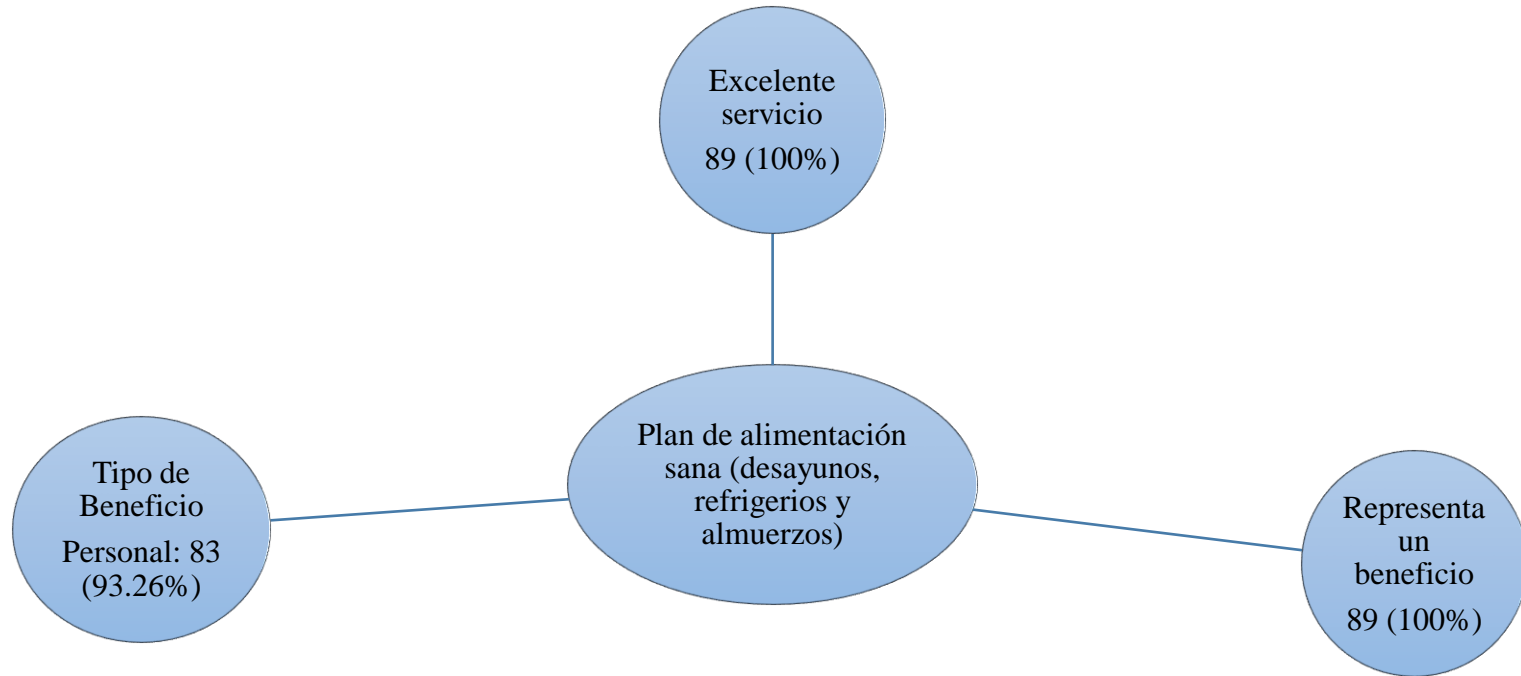 Excelente
servicio
89 (100%)
Plan de alimentación
sana (desayunos,
refrigerios y
almuerzos)
Tipo de
Beneficio
Personal: 83
(93.26%)
Representa
un
beneficio
89 (100%)